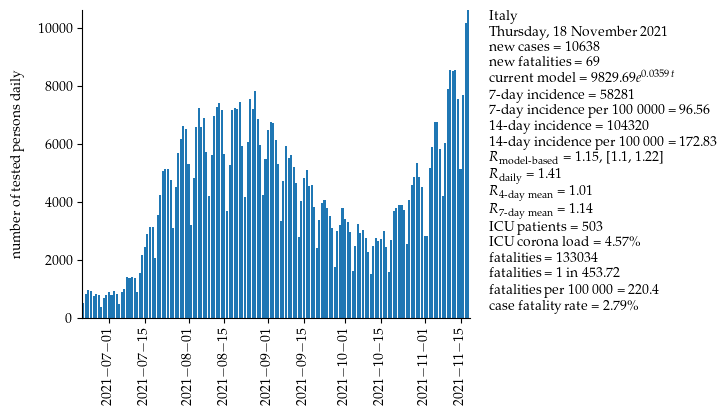 number of tested persons daily
10000
8000
6000
4000
2000
0
2021−07−01
2021−07−15
2021−08−01
2021−08−15
2021−09−01
2021−09−15
2021−10−01
2021−10−15
2021−11−01
2021−11−15
Italy
Thursday, 18 November 2021
new cases = 10638
new fatalities = 69
current model = 9829.69e^0.0359 t
7-day incidence = 58281
7-day incidence per 100 0000 = 96.56
14-day incidence = 104320
14-day incidence per 100 000 = 172.83
R model-based = 1.15, [1.1, 1.22]
R daily = 1.41
R 4-day mean = 1.01
R 7-day mean = 1.14
ICU patients = 503
ICU corona load = 4.57%
fatalities = 133034
fatalities = 1 in 453.72
fatalities per 100 000 = 220.4
case fatality rate = 2.79%